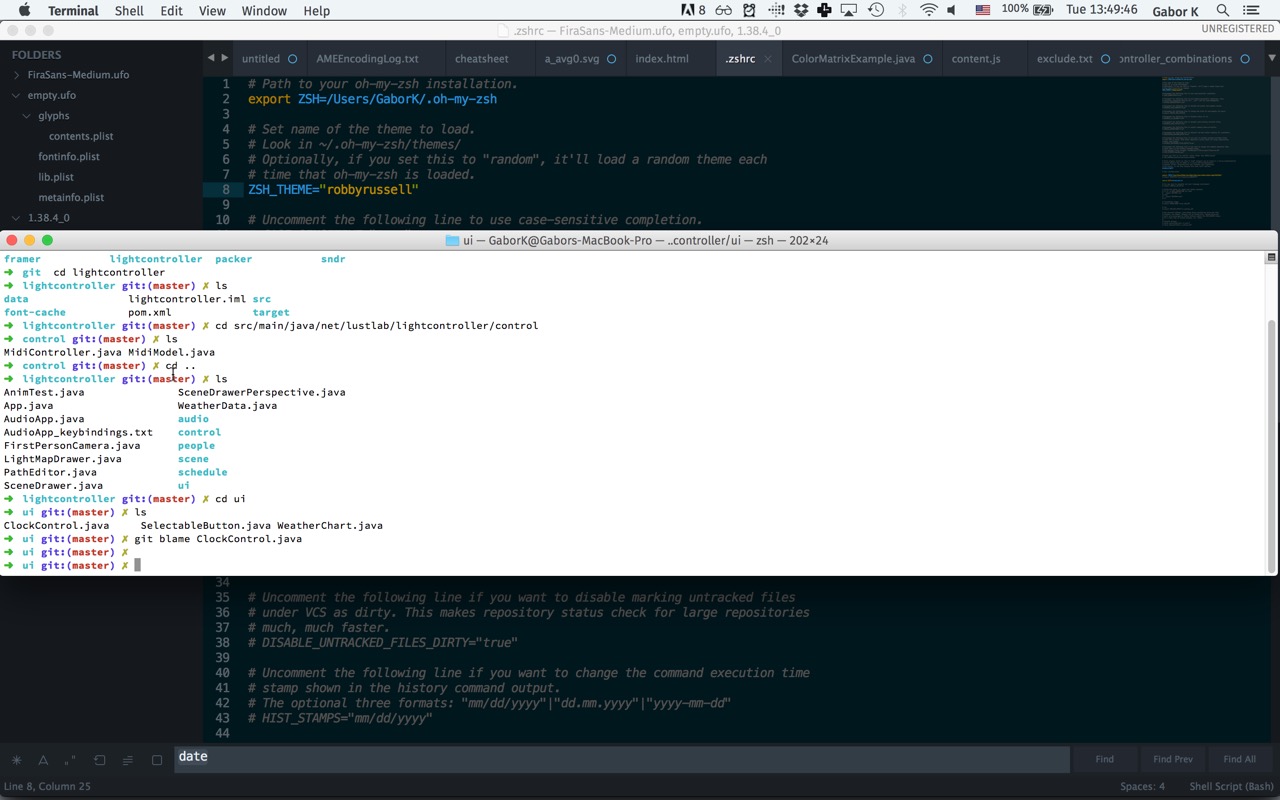 Terminal Shell Edit View Window Help 8 100% Tue 13:49:46 Gabor K
.zshrc — FiraSans-Medium.ufo, empty.ufo, 1.38.4_0 UNREGISTERED
FOLDERS
FiraSans-Medium.ufo
empty.ufo
glyphs
contents.plist
fontinfo.plist
lib.plist
metainfo.plist
1.38.4_0
untitled AMEEncodingLog.txt cheatsheet a_avg0.svg index.html .zshrc × ColorMatrixExample.java content.js exclude.txt ontroller_combinations
1 # Path to your oh-my-zsh installation.
2 export ZSH=/Users/GaborK/.oh-my-zsh
3
4 # Set name of the theme to load.
5 # Look in ~/.oh-my-zsh/themes/
6 # Optionally, if you set this to "random", it'll load a random theme each
7 # time that oh-my-zsh is loaded.
8 ZSH_THEME="robbyrussell"
9
10 # Uncomment the following line to use case-sensitive completion.
ui — GaborK@Gabors-MacBook-Pro — ..controller/ui — zsh — 202×24
framer lightcontroller packer sndr
➜ git cd lightcontroller
➜ lightcontroller git:(master) ✗ ls
data lightcontroller.iml src
font-cache pom.xml target
➜ lightcontroller git:(master) ✗ cd src/main/java/net/lustlab/lightcontroller/control
➜ control git:(master) ✗ ls
MidiController.java MidiModel.java
➜ control git:(master) ✗ cd ..
➜ lightcontroller git:(master) ✗ ls
AnimTest.java SceneDrawerPerspective.java
App.java WeatherData.java
AudioApp.java audio
AudioApp_keybindings.txt control
FirstPersonCamera.java people
LightMapDrawer.java scene
PathEditor.java schedule
SceneDrawer.java ui
➜ lightcontroller git:(master) ✗ cd ui
➜ ui git:(master) ✗ ls
ClockControl.java SelectableButton.java WeatherChart.java
➜ ui git:(master) ✗ git blame ClockControl.java
➜ ui git:(master) ✗
➜ ui git:(master) ✗
34
35 # Uncomment the following line if you want to disable marking untracked files
36 # under VCS as dirty. This makes repository status check for large repositories
37 # much, much faster.
38 # DISABLE_UNTRACKED_FILES_DIRTY="true"
39
40 # Uncomment the following line if you want to change the command execution time
41 # stamp shown in the history command output.
42 # The optional three formats: "mm/dd/yyyy"|"dd.mm.yyyy"|"yyyy-mm-dd"
43 # HIST_STAMPS="mm/dd/yyyy"
44
date Find Find Prev Find All
Line 8, Column 25 Spaces: 4 Shell Script (Bash)